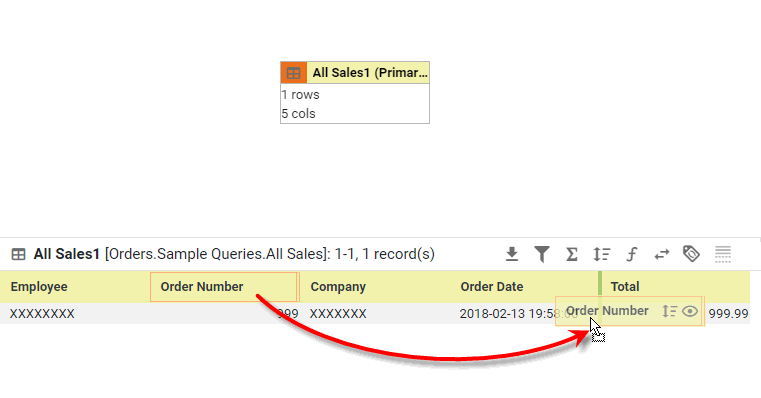 All Sales1 (Primar...
1 rows
5 cols
All Sales1 [Orders.Sample Queries.All Sales]: 1-1, 1 record(s)
Employee Order Number Company Order Date Total
XXXXXXXX 999 XXXXXXX 2018-02-13 19:58: 999.99
Order Number